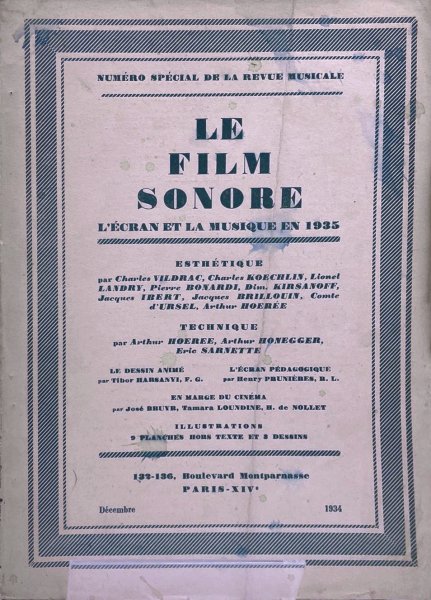 NUMÉRO SPÉCIAL DE LA REVUE MUSICALE
LE
FILM
SONORE
L'ÉCRAN ET LA MUSIQUE EN 1935
ESTHÉTIQUE
par Charles VILDRAC, Charles KOECHLIN, Lionel
LANDRY, Pierre BONARDI, Dim. KIRSANOFF,
Jacques IBERT, Jacques BRILLOUIN, Comte
d'URSEL, Arthur HOERÉE
TECHNIQUE
par Arthur HOEREE, Arthur HONEGGER,
Eric SARNETTE
LE DESSIN ANIMÉ
par Tibor HARSANYI, F. G.
L'ÉCRAN PÉDAGOGIQUE
par Henry PRUNIÈRES, R. L.
EN MARGE DU CINÉMA
par José BRUYR, Tamara LOUNDINE, H. de NOLLET
ILLUSTRATIONS
9 PLANCHES HORS TEXTE ET 3 DESSINS
132-136, Boulevard Montparnasse
PARIS-XIVe
Décembre 1934